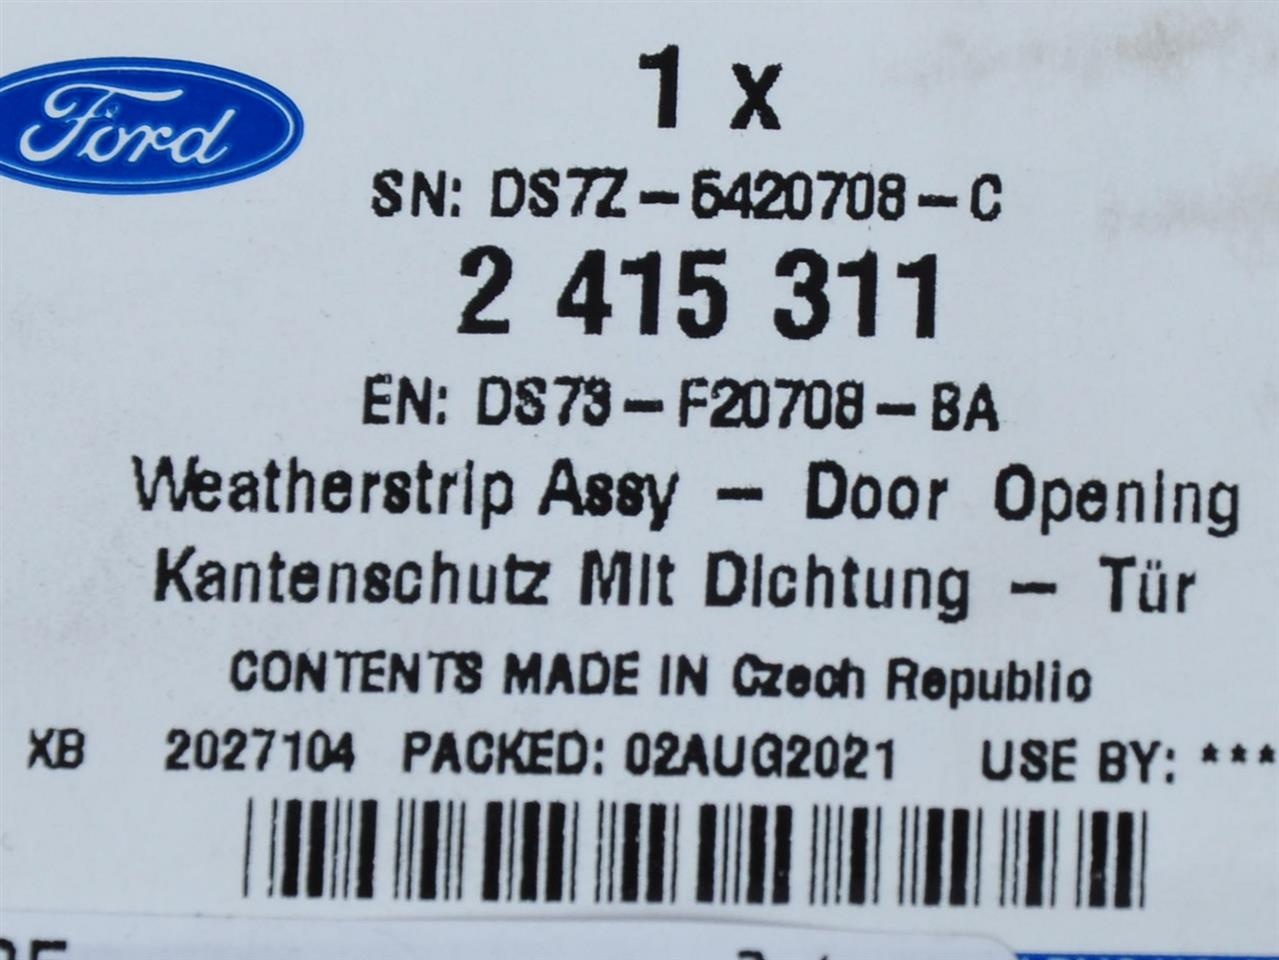 Ford
1 x
SN: DS7Z-5420708-C
2 415 311
EN: DS73-F20708-BA
Weatherstrip Assy - Door Opening
Kantenschutz Mit Dichtung - Tür
CONTENTS MADE IN Czech Republic
XB 2027104 PACKED: 02AUG2021 USE BY: ***